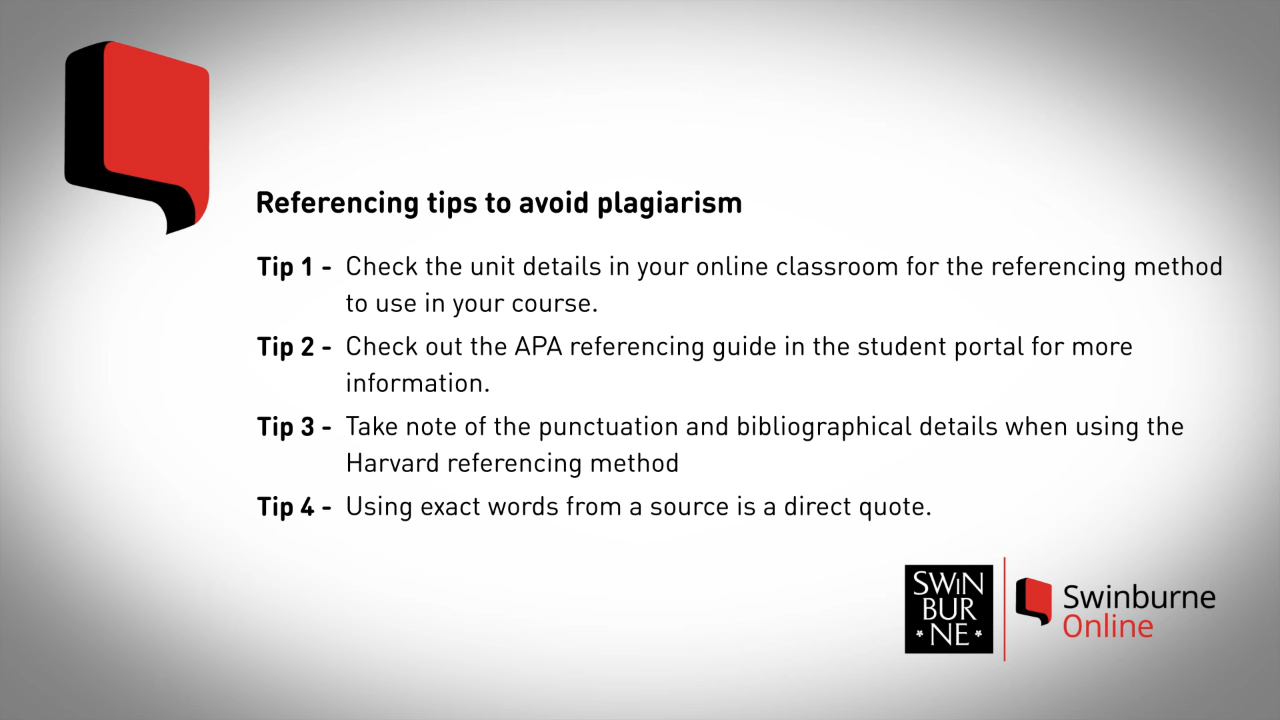 Referencing tips to avoid plagiarism
Tip 1 - Check the unit details in your online classroom for the referencing method
to use in your course.
Tip 2 - Check out the APA referencing guide in the student portal for more
information.
Tip 3 - Take note of the punctuation and bibliographical details when using the
Harvard referencing method
Tip 4 - Using exact words from a source is a direct quote.
SWiN
BUR
*NE*
Swinburne
Online